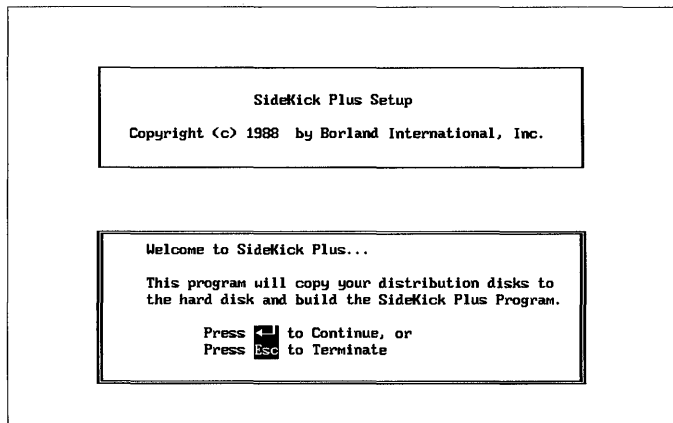 SideKick Plus Setup
Copyright (c) 1988 by Borland International, Inc.
Welcome to SideKick Plus...
This program will copy your distribution disks to
the hard disk and build the SideKick Plus Program.
Press ◄─┘ to Continue, or
Press Esc to Terminate